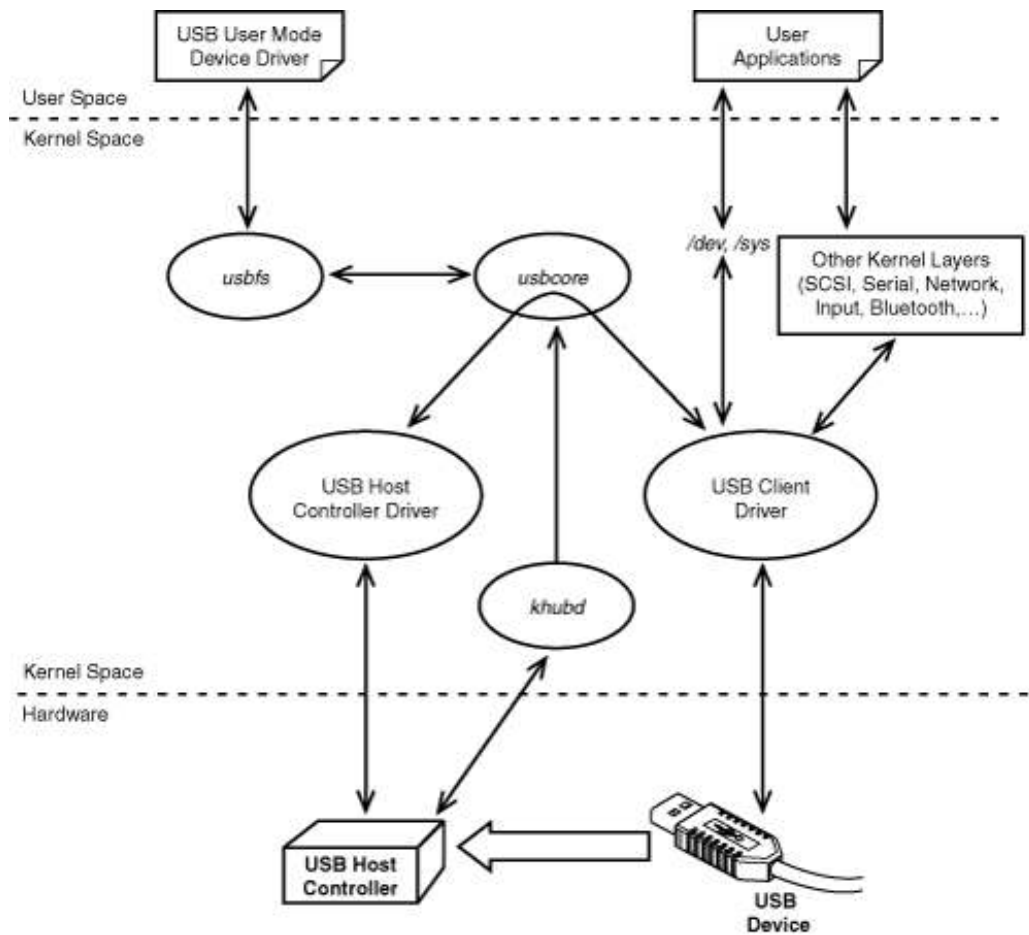 USB User Mode
Device Driver
User
Applications
User Space
Kernel Space
usbfs
usbcore
/dev, /sys
Other Kernel Layers
(SCSI, Serial, Network,
Input, Bluetooth,...)
USB Host
Controller Driver
USB Client
Driver
khubd
Kernel Space
Hardware
USB Host
Controller
USB
Device